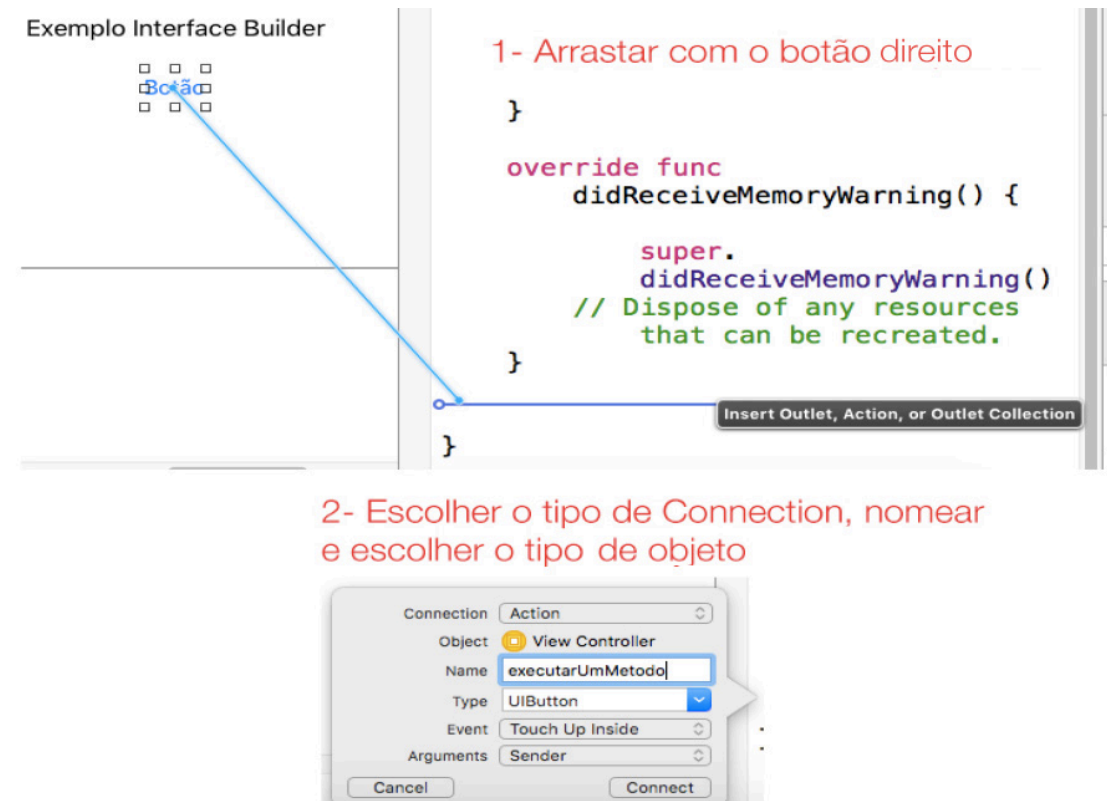 Exemplo Interface Builder
Botão
1- Arrastar com o botão direito
}
override func
didReceiveMemoryWarning() {
super.
didReceiveMemoryWarning()
// Dispose of any resources
that can be recreated.
}
Insert Outlet, Action, or Outlet Collection
}
2- Escolher o tipo de Connection, nomear
e escolher o tipo de objeto
Connection Action
Object View Controller
Name executarUmMetodo
Type UIButton
Event Touch Up Inside
Arguments Sender
Cancel Connect